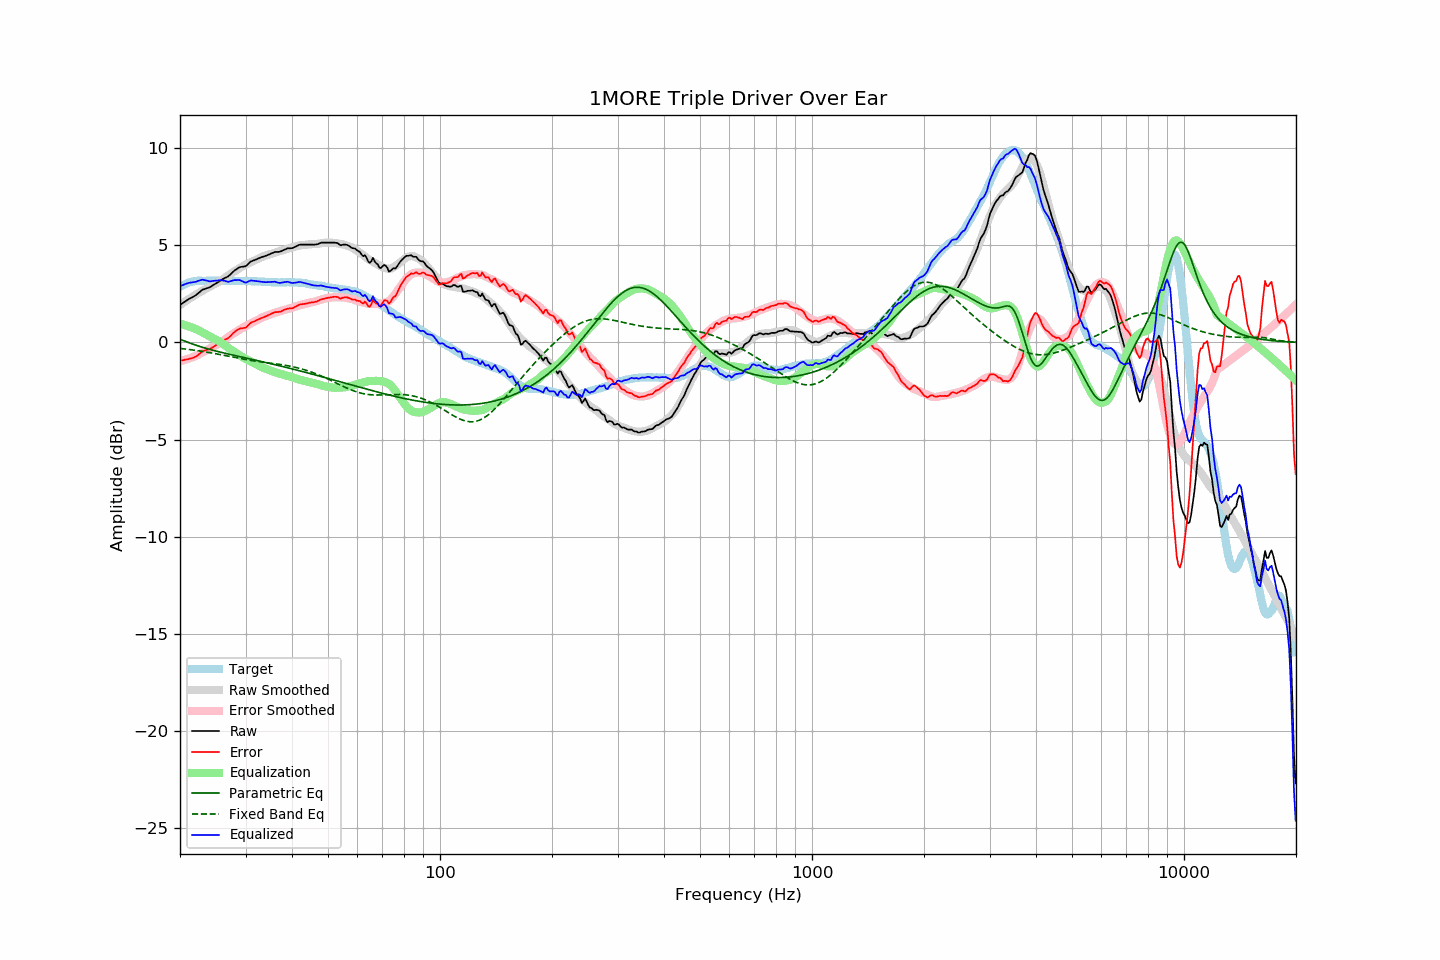 1MORE Triple Driver Over Ear
10
5
0
−5
−10
−15
−20
−25
Amplitude (dBr)
Target
Raw Smoothed
Error Smoothed
Raw
Error
Equalization
Parametric Eq
Fixed Band Eq
Equalized
100
1000
10000
Frequency (Hz)